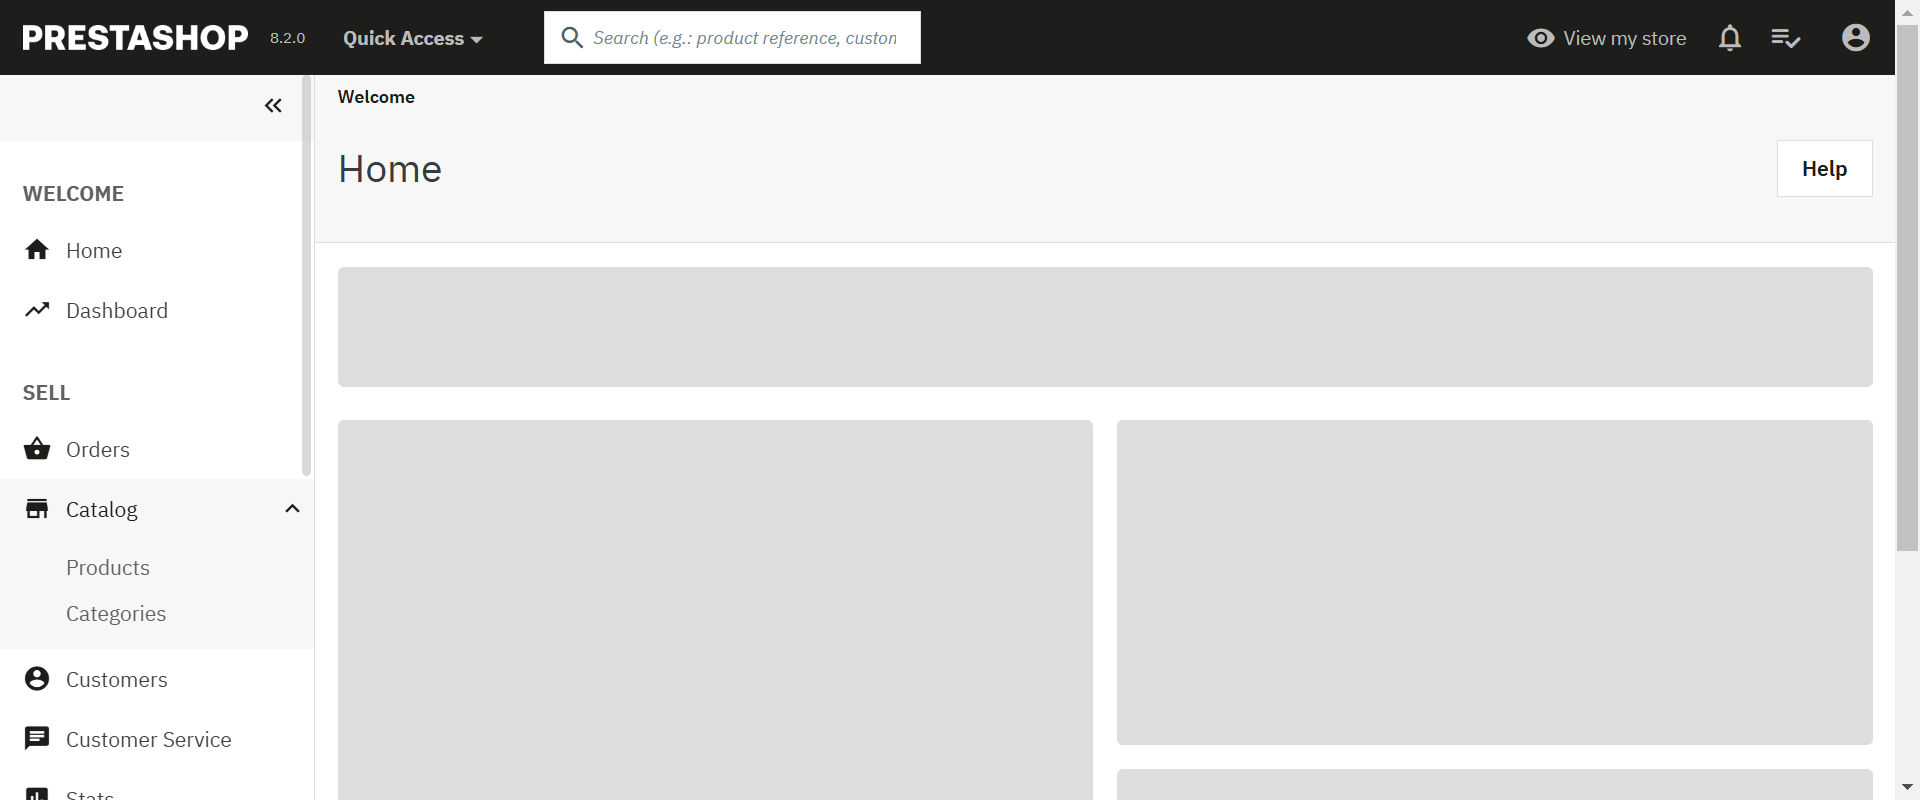 PRESTASHOP 8.2.0 Quick Access Search (e.g.: product reference, custon View my store
Welcome
Home
Help
WELCOME
Home
Dashboard
SELL
Orders
Catalog
Products
Categories
Customers
Customer Service
Stats